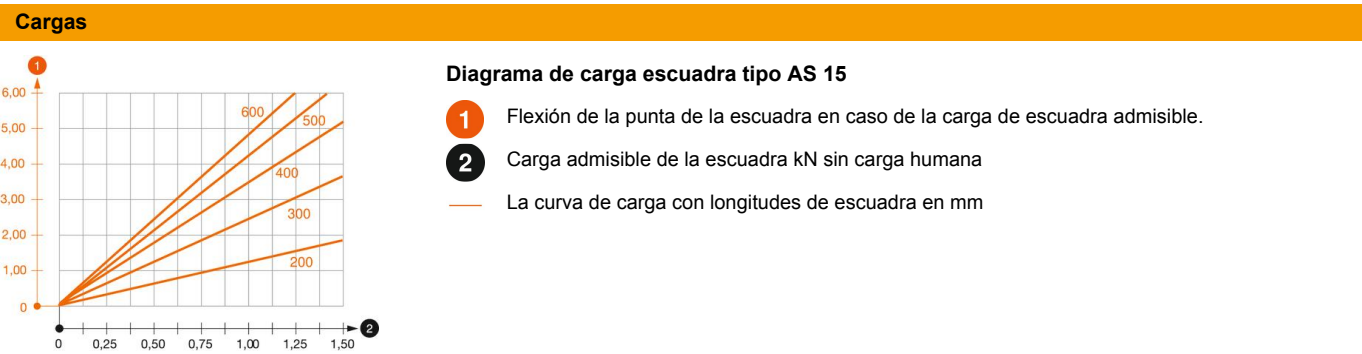 Cargas
1
6,00
5,00
4,00
3,00
2,00
1,00
0
600
500
400
300
200
0 0,25 0,50 0,75 1,00 1,25 1,50
2
Diagrama de carga escuadra tipo AS 15
1 Flexión de la punta de la escuadra en caso de la carga de escuadra admisible.
2 Carga admisible de la escuadra kN sin carga humana
La curva de carga con longitudes de escuadra en mm